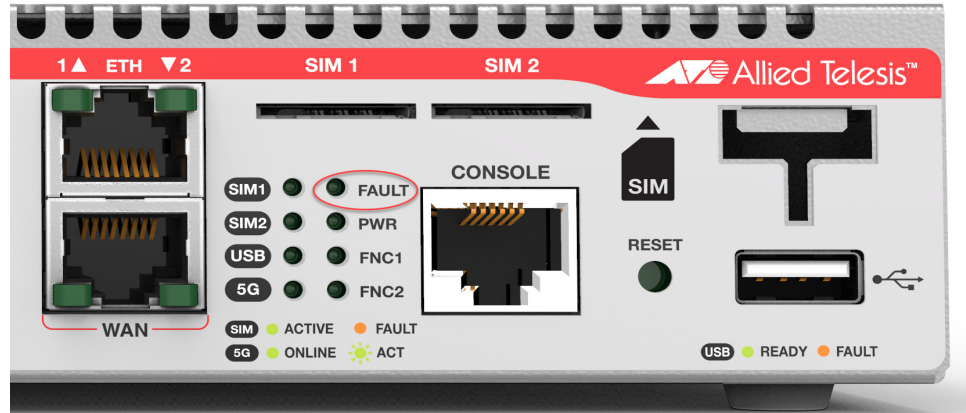 1▲ ETH ▼2
SIM 1
SIM 2
Allied Telesis™
SIM1
FAULT
SIM2
PWR
USB
FNC1
5G
FNC2
CONSOLE
SIM
RESET
WAN
SIM ACTIVE FAULT
5G ONLINE ACT
USB READY FAULT